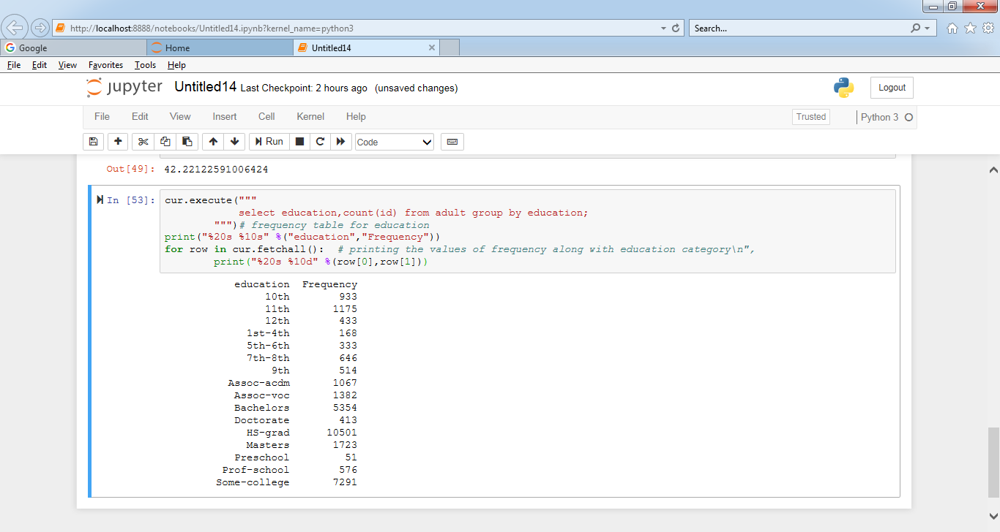 http://localhost:8888/notebooks/Untitled14.ipynb?kernel_name=python3
Search...
Google
Home
Untitled14
File Edit View Favorites Tools Help
jupyter Untitled14 Last Checkpoint: 2 hours ago (unsaved changes)
Logout
File Edit View Insert Cell Kernel Help
Trusted
Python 3
Run
Code
Out[49]: 42.22122591006424
In [53]: cur.execute("""
select education,count(id) from adult group by education;
""")# frequency table for education
print("%20s %10s" %("education","Frequency"))
for row in cur.fetchall():  # printing the values of frequency along with education category\n",
print("%20s %10d" %(row[0],row[1]))
education Frequency
10th 933
11th 1175
12th 433
1st-4th 168
5th-6th 333
7th-8th 646
9th 514
Assoc-acdm 1067
Assoc-voc 1382
Bachelors 5354
Doctorate 413
HS-grad 10501
Masters 1723
Preschool 51
Prof-school 576
Some-college 7291